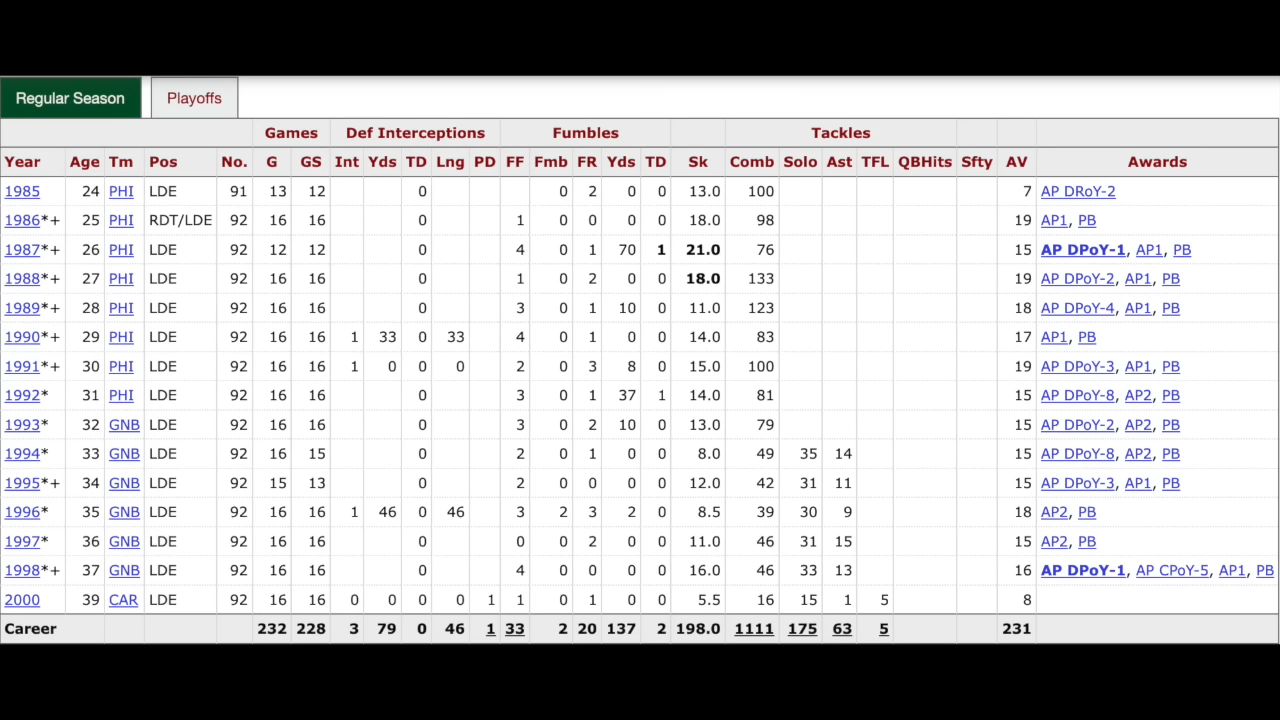 Regular Season Playoffs
Games Def Interceptions Fumbles Tackles
Year Age Tm Pos No. G GS Int Yds TD Lng PD FF Fmb FR Yds TD Sk Comb Solo Ast TFL QBHits Sfty AV Awards
1985 24 PHI LDE 91 13 12 0 0 2 0 0 13.0 100 7 AP DRoY-2
1986*+ 25 PHI RDT/LDE 92 16 16 0 1 0 0 0 0 18.0 98 19 AP1, PB
1987*+ 26 PHI LDE 92 12 12 0 4 0 1 70 1 21.0 76 15 AP DPoY-1, AP1, PB
1988*+ 27 PHI LDE 92 16 16 0 1 0 2 0 0 18.0 133 19 AP DPoY-2, AP1, PB
1989*+ 28 PHI LDE 92 16 16 0 3 0 1 10 0 11.0 123 18 AP DPoY-4, AP1, PB
1990*+ 29 PHI LDE 92 16 16 1 33 0 33 4 0 1 0 0 14.0 83 17 AP1, PB
1991*+ 30 PHI LDE 92 16 16 1 0 0 0 2 0 3 8 0 15.0 100 19 AP DPoY-3, AP1, PB
1992* 31 PHI LDE 92 16 16 0 3 0 1 37 1 14.0 81 15 AP DPoY-8, AP2, PB
1993* 32 GNB LDE 92 16 16 0 3 0 2 10 0 13.0 79 15 AP DPoY-2, AP2, PB
1994* 33 GNB LDE 92 16 15 0 2 0 1 0 0 8.0 49 35 14 15 AP DPoY-8, AP2, PB
1995*+ 34 GNB LDE 92 15 13 0 2 0 0 0 0 12.0 42 31 11 15 AP DPoY-3, AP1, PB
1996* 35 GNB LDE 92 16 16 1 46 0 46 3 2 3 2 0 8.5 39 30 9 18 AP2, PB
1997* 36 GNB LDE 92 16 16 0 0 0 2 0 0 11.0 46 31 15 15 AP2, PB
1998*+ 37 GNB LDE 92 16 16 0 4 0 0 0 0 16.0 46 33 13 16 AP DPoY-1, AP CPoY-5, AP1, PB
2000 39 CAR LDE 92 16 16 0 0 0 0 1 1 0 1 0 0 5.5 16 15 1 5 8
Career 232 228 3 79 0 46 1 33 2 20 137 2 198.0 1111 175 63 5 231